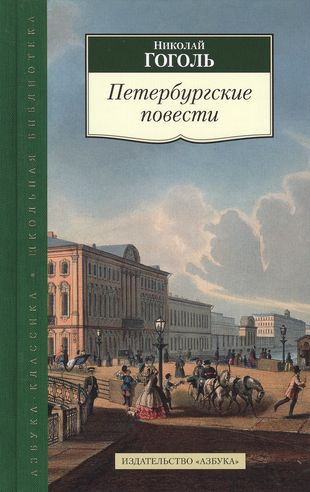 Николай
ГОГОЛЬ
Петербургские
повести
АЗБУКА-КЛАССИКА • ШКОЛЬНАЯ БИБЛИОТЕКА
ИЗДАТЕЛЬСТВО «АЗБУКА»